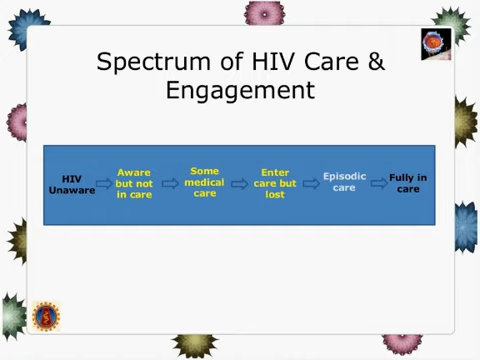 Spectrum of HIV Care &
Engagement
HIV
Unaware
Aware
but not
in care
Some
medical
care
Enter
care but
lost
Episodic
care
Fully in
care